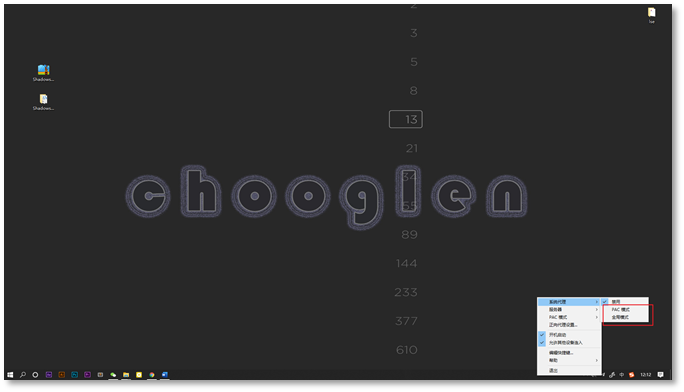 2
3
5
8
13
21
34
55
89
144
233
377
610
chooglen
Shadows...
Shadows...
系统代理
服务器
PAC 模式
正向代理设置...
开机启动
允许其他设备连入
编辑快捷键...
帮助
退出
禁用
PAC 模式
全局模式
中
12:12